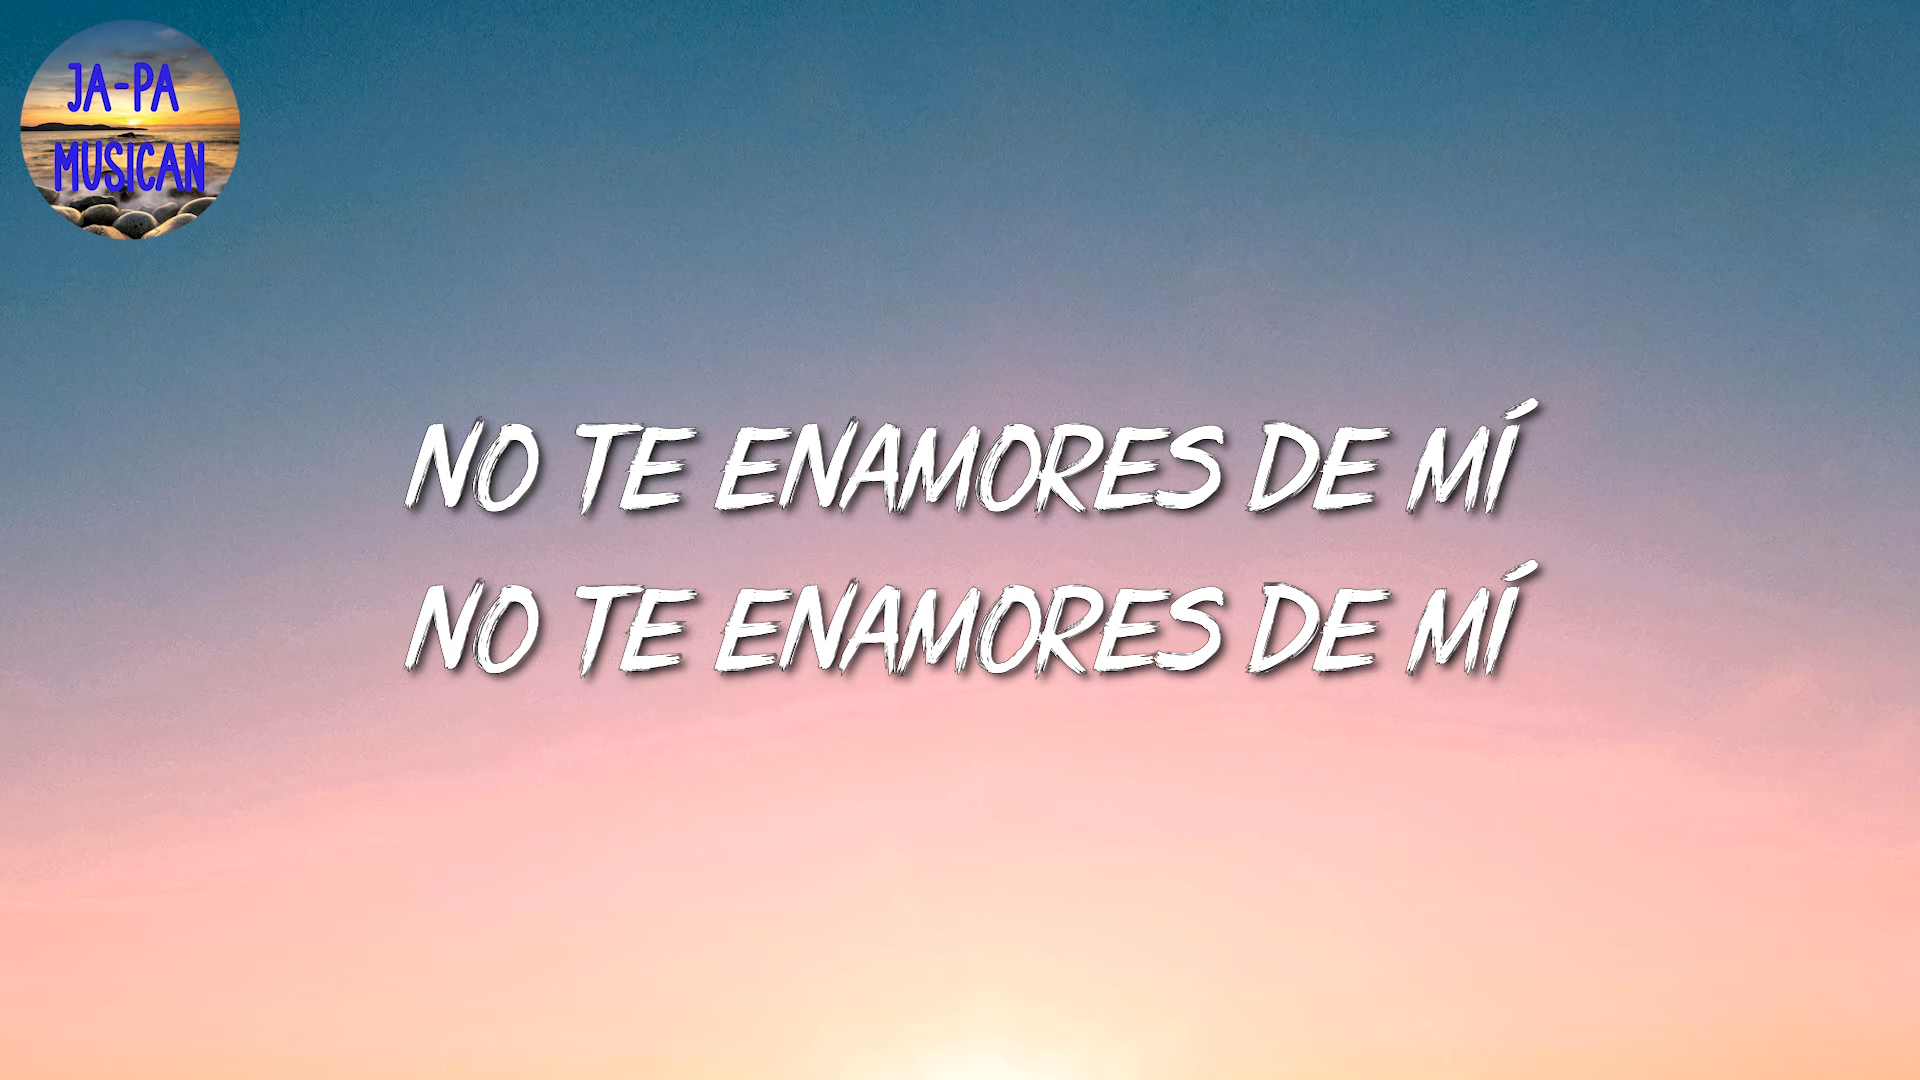 JA-PA
MUSICAN
NO TE ENAMORES DE MÍ
NO TE ENAMORES DE MÍ